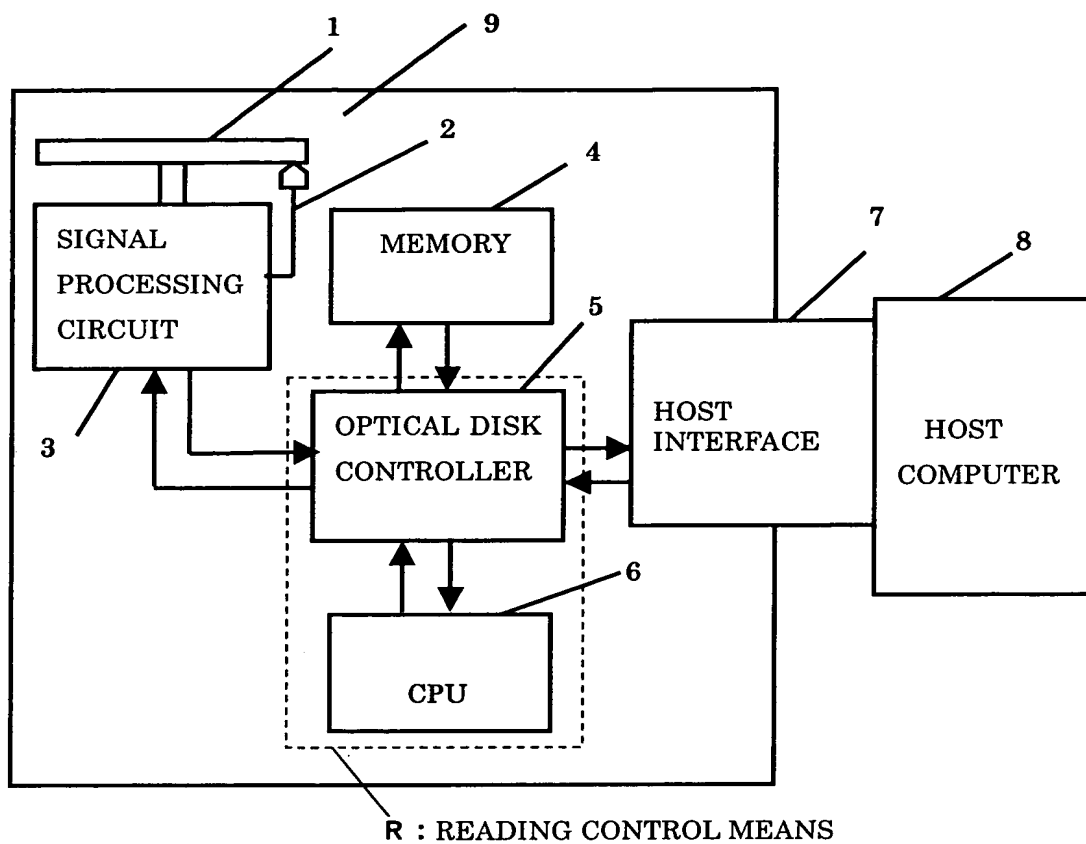 1
9
2
4
7
8
SIGNAL
PROCESSING
CIRCUIT
MEMORY
5
3
OPTICAL DISK
CONTROLLER
HOST
INTERFACE
HOST
COMPUTER
6
CPU
R : READING CONTROL MEANS